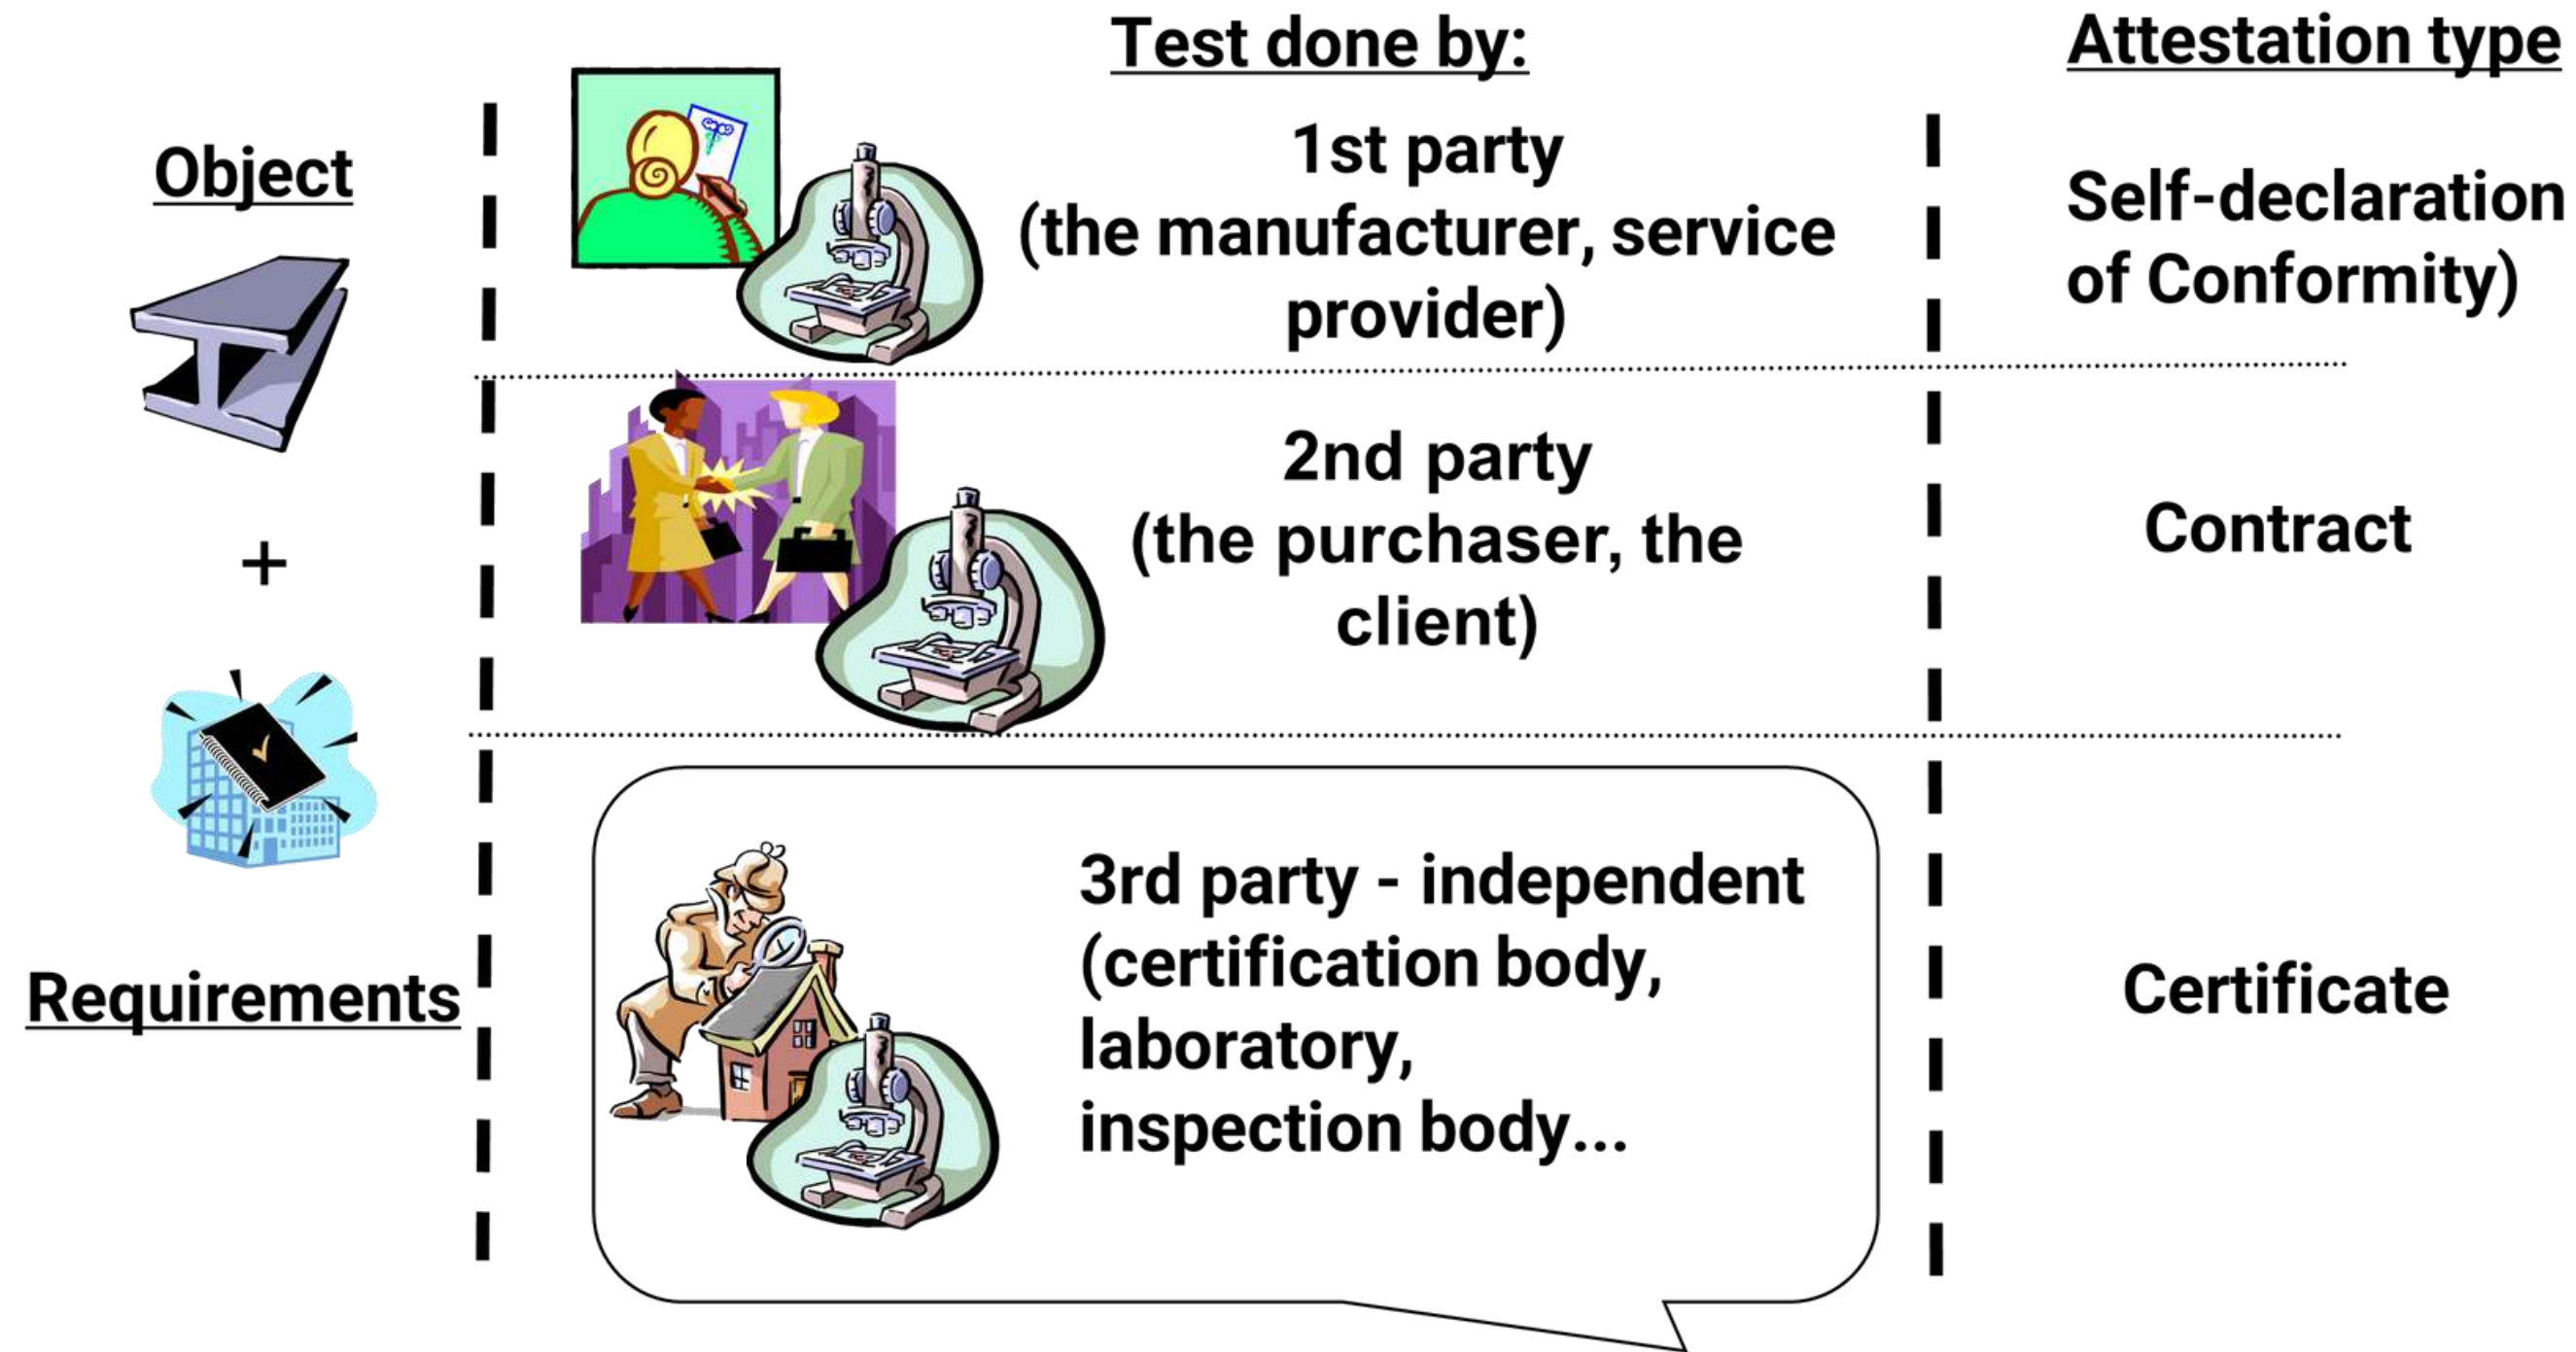 Object
+
Requirements
Test done by:
1st party
(the manufacturer, service
provider)
2nd party
(the purchaser, the
client)
3rd party - independent
(certification body,
laboratory,
inspection body...
Attestation type
Self-declaration
of Conformity)
Contract
Certificate